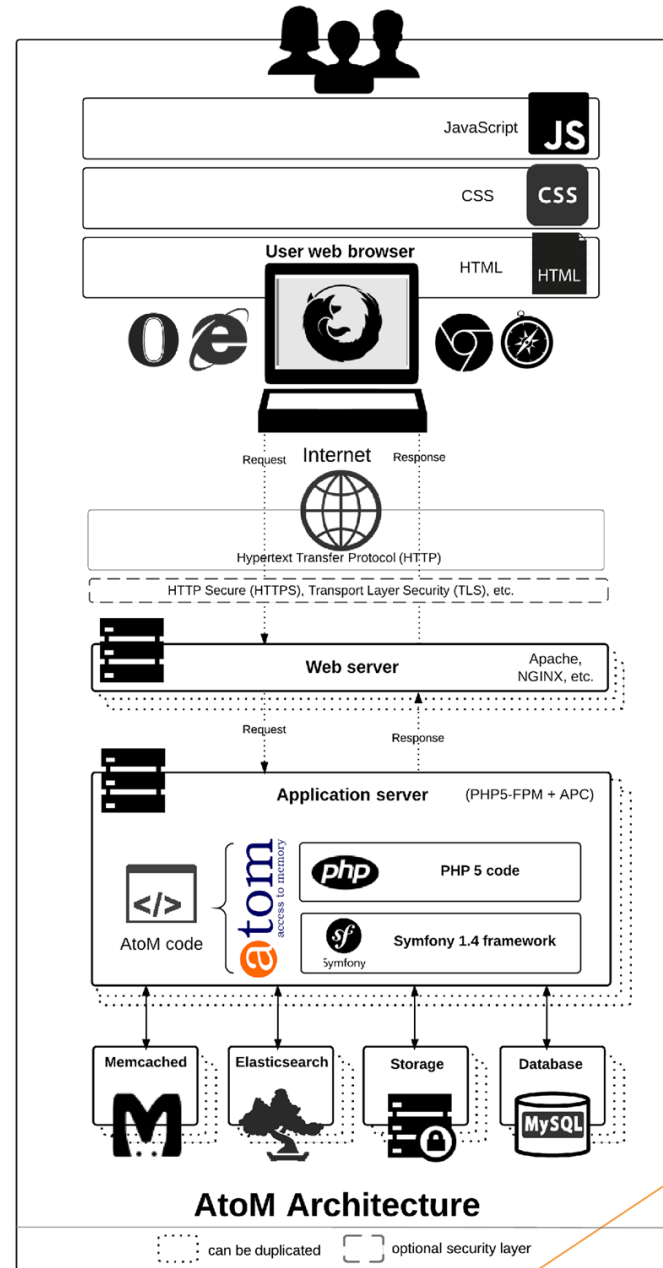 JavaScript
JS
CSS
CSS
User web browser
HTML
HTML
Request
Internet
Response
Hypertext Transfer Protocol (HTTP)
HTTP Secure (HTTPS), Transport Layer Security (TLS), etc.
Web server
Apache,
NGINX, etc.
Request
Response
Application server
(PHP5-FPM + APC)
</>
AtoM code
atom
access to memory
php
PHP 5 code
sf
Symfony
Symfony 1.4 framework
Memcached
Elasticsearch
Storage
Database
M
MySQL
AtoM Architecture
can be duplicated
optional security layer